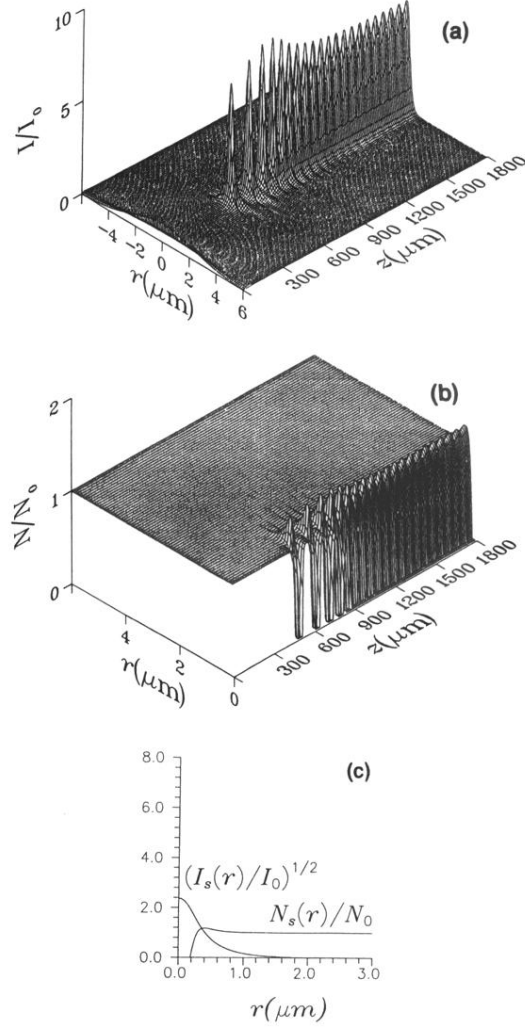 10
(a)
5
I/I₀
0
−4
−2
0
2
4
6
r(μm)
300
600
900
1200
1500
1800
z(μm)
(b)
2
1
N/N₀
0
4
2
0
r(μm)
300
600
900
1200
1500
1800
z(μm)
8.0
(c)
6.0
4.0
(I_s(r)/I_0)^{1/2}
2.0
N_s(r)/N_0
0.0
0.0 1.0 2.0 3.0
r(μm)